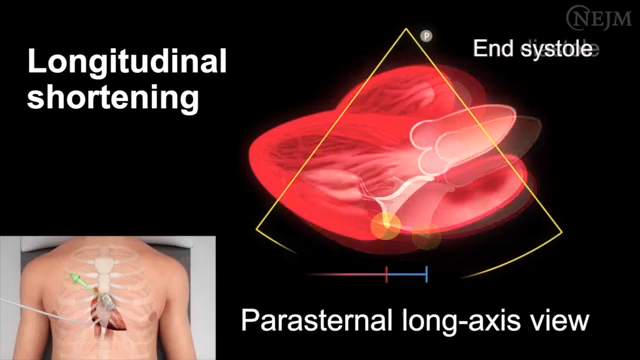 NEJM
Longitudinal
shortening
P
End systole
Parasternal long-axis view